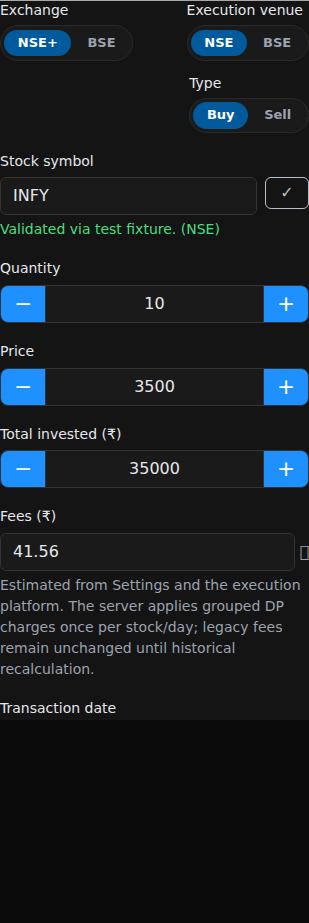 Exchange
Execution venue
NSE+ BSE
NSE BSE
Type
Buy Sell
Stock symbol
INFY
✓
Validated via test fixture. (NSE)
Quantity
− 10 +
Price
− 3500 +
Total invested (₹)
− 35000 +
Fees (₹)
41.56
Estimated from Settings and the execution
platform. The server applies grouped DP
charges once per stock/day; legacy fees
remain unchanged until historical
recalculation.
Transaction date